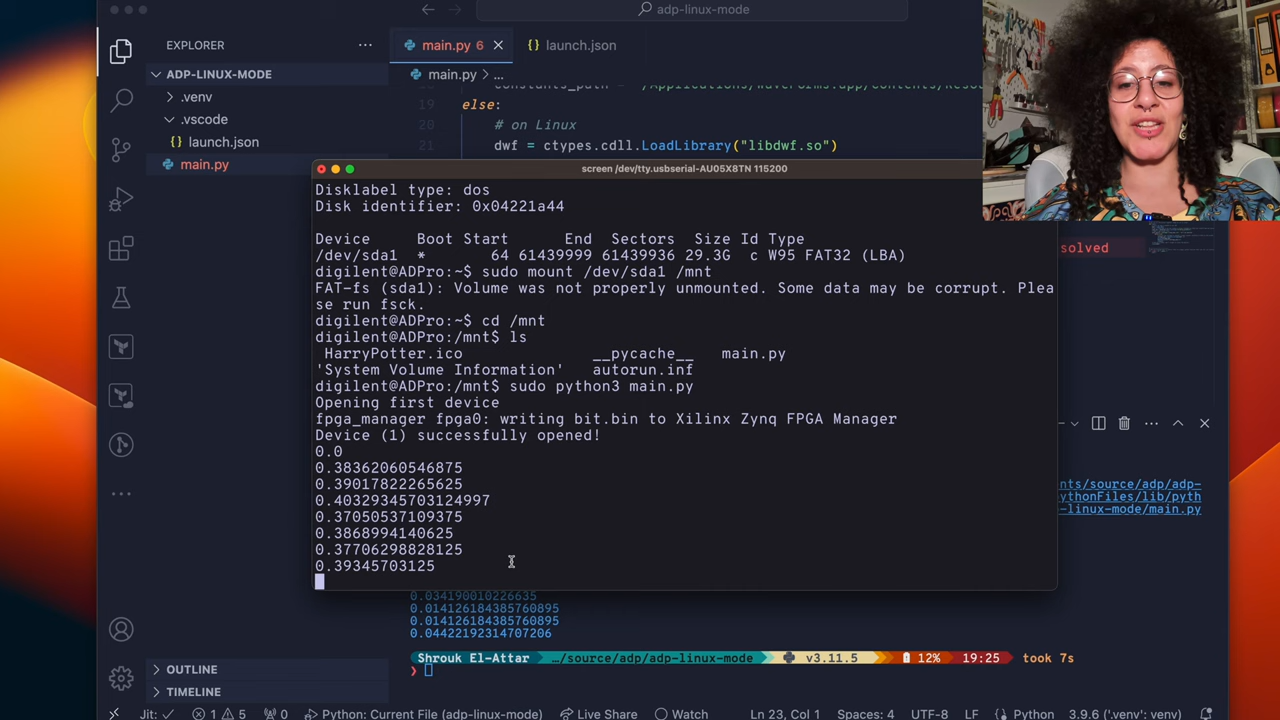 adp-linux-mode
EXPLORER
main.py 6
launch.json
ADP-LINUX-MODE
main.py > ...
.venv
19 else:
.vscode
20 # on Linux
launch.json
21 dwf = ctypes.cdll.LoadLibrary("libdwf.so")
main.py
screen /dev/tty.usbserial-AU05X8TN 115200
Disklabel type: dos
Disk identifier: 0x04221a44
Device Boot Start End Sectors Size Id Type
/dev/sda1 * 64 61439999 61439936 29.3G c W95 FAT32 (LBA)
digilent@ADPro:~$ sudo mount /dev/sda1 /mnt
FAT-fs (sda1): Volume was not properly unmounted. Some data may be corrupt. Plea
se run fsck.
digilent@ADPro:~$ cd /mnt
digilent@ADPro:/mnt$ ls
HarryPotter.ico __pycache__ main.py
'System Volume Information' autorun.inf
digilent@ADPro:/mnt$ sudo python3 main.py
Opening first device
fpga_manager fpga0: writing bit.bin to Xilinx Zynq FPGA Manager
Device (1) successfully opened!
0.0
0.38362060546875
0.39017822265625
0.40329345703124997
0.37050537109375
0.3868994140625
0.37706298828125
0.39345703125
solved
nts/source/adp/adp-
ythonFiles/lib/pyth
-linux-mode/main.py
0.034190010226635
0.014126184385760895
0.014126184385760895
0.04422192314707206
Shrouk El-Attar …/source/adp/adp-linux-mode v3.11.5 12% 19:25 took 7s
OUTLINE
TIMELINE
Jit: ✓ 1 5 0 Python: Current File (adp-linux-mode) Live Share Watch Ln 23, Col 1 Spaces: 4 UTF-8 LF Python 3.9.6 ('.venv': venv)